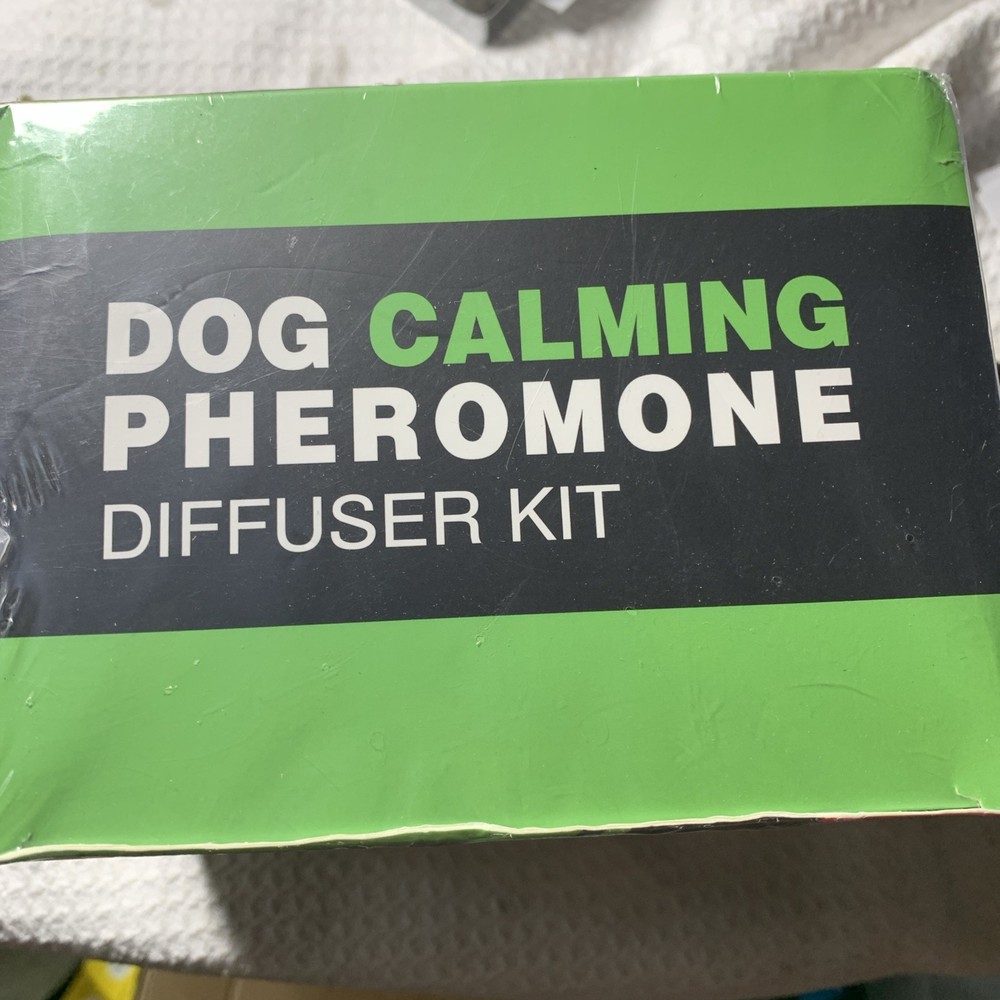 DOG CALMING
PHEROMONE
DIFFUSER KIT